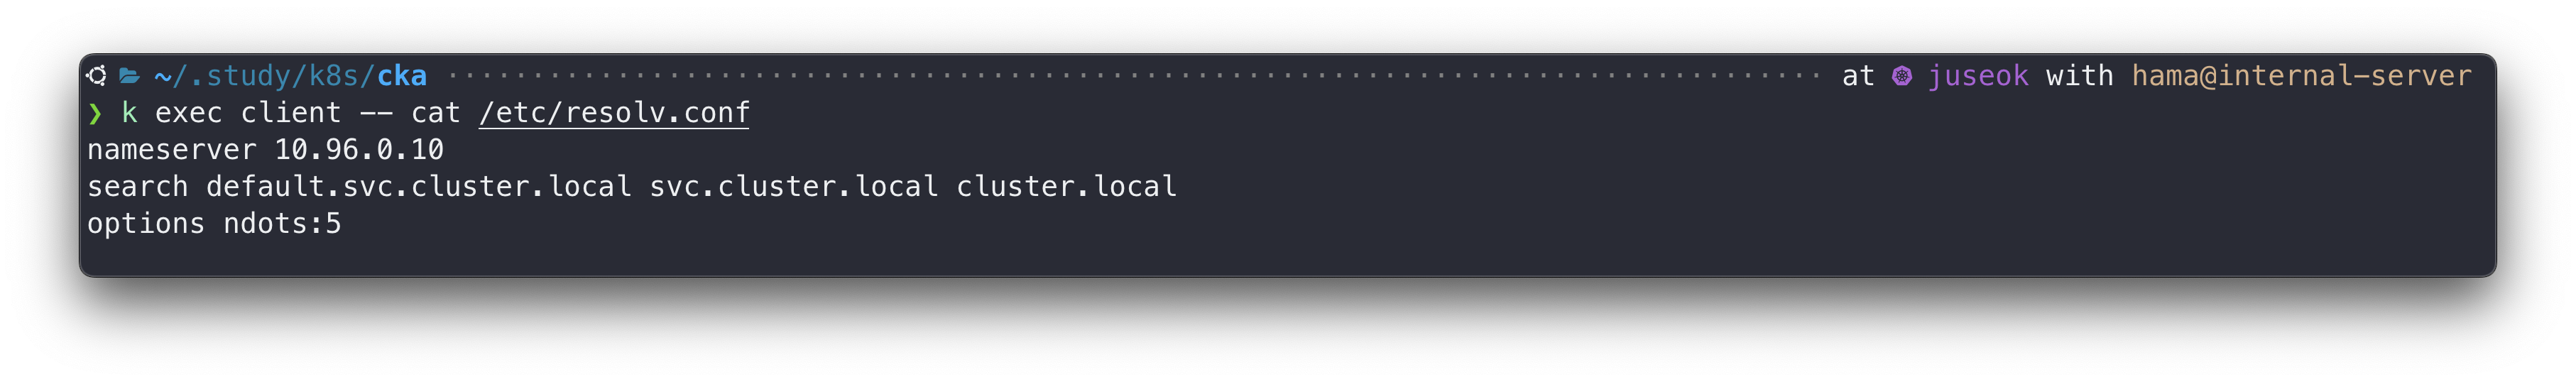 ~/.study/k8s/cka ································································································· at juseok with hama@internal-server
❯ k exec client -- cat /etc/resolv.conf
nameserver 10.96.0.10
search default.svc.cluster.local svc.cluster.local cluster.local
options ndots:5